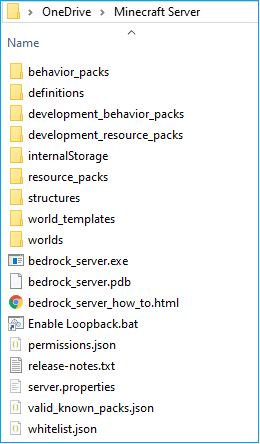 OneDrive > Minecraft Server
Name
behavior_packs
definitions
development_behavior_packs
development_resource_packs
internalStorage
resource_packs
structures
world_templates
worlds
bedrock_server.exe
bedrock_server.pdb
bedrock_server_how_to.html
Enable Loopback.bat
permissions.json
release-notes.txt
server.properties
valid_known_packs.json
whitelist.json